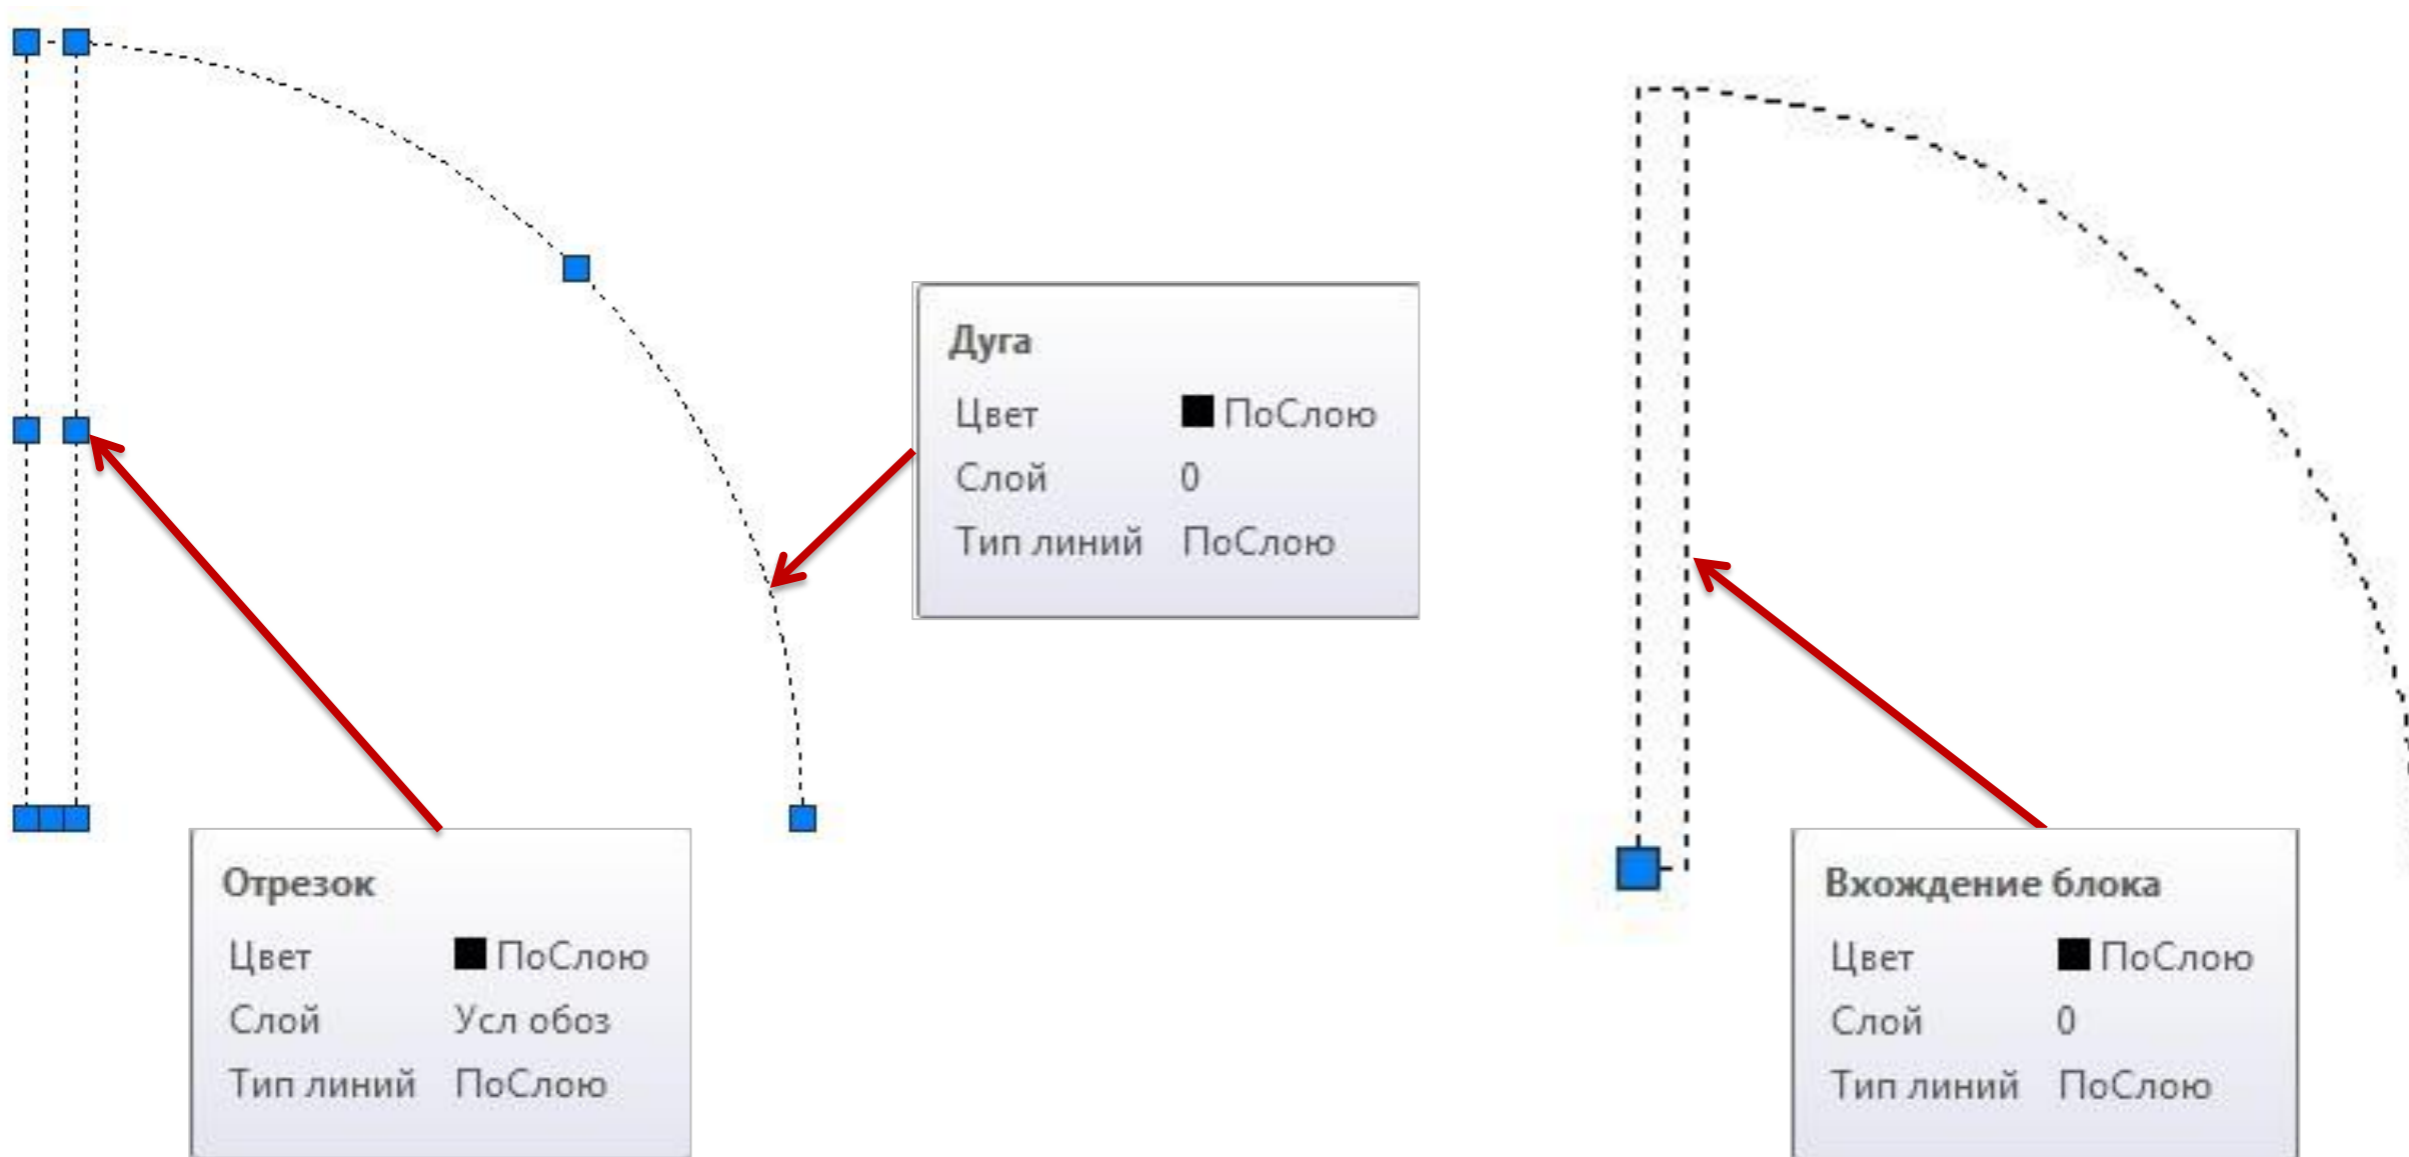 Дуга
Цвет ПоСлою
Слой 0
Тип линий ПоСлою
Отрезок
Цвет ПоСлою
Слой Усл обоз
Тип линий ПоСлою
Вхождение блока
Цвет ПоСлою
Слой 0
Тип линий ПоСлою